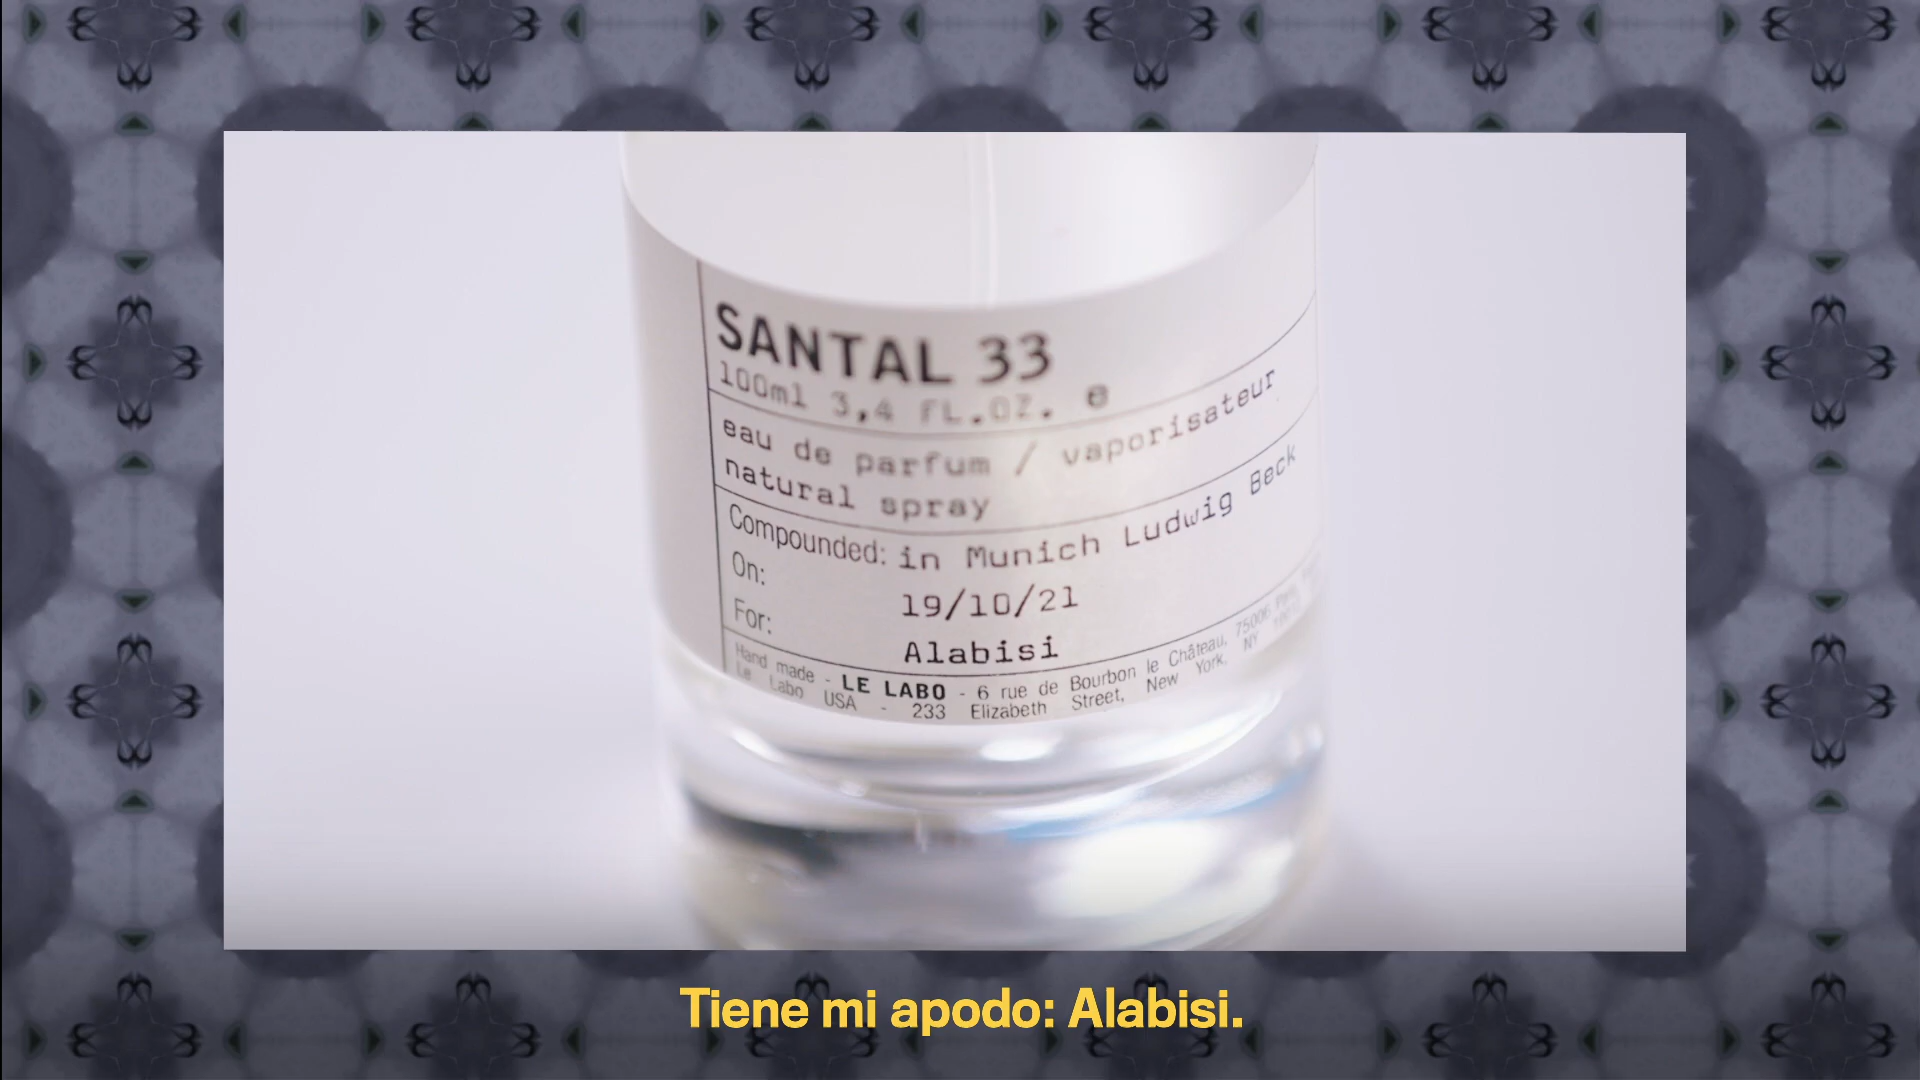 SANTAL 33
100ml 3,4 FL.OZ. e
eau de parfum / vaporisateur
natural spray
Compounded: in Munich Ludwig Beck
On: 19/10/21
For: Alabisi
Hand made - LE LABO - 6 rue de Bourbon le Château, 75006 Paris
Le Labo USA - 233 Elizabeth Street, New York, NY
Tiene mi apodo: Alabisi.